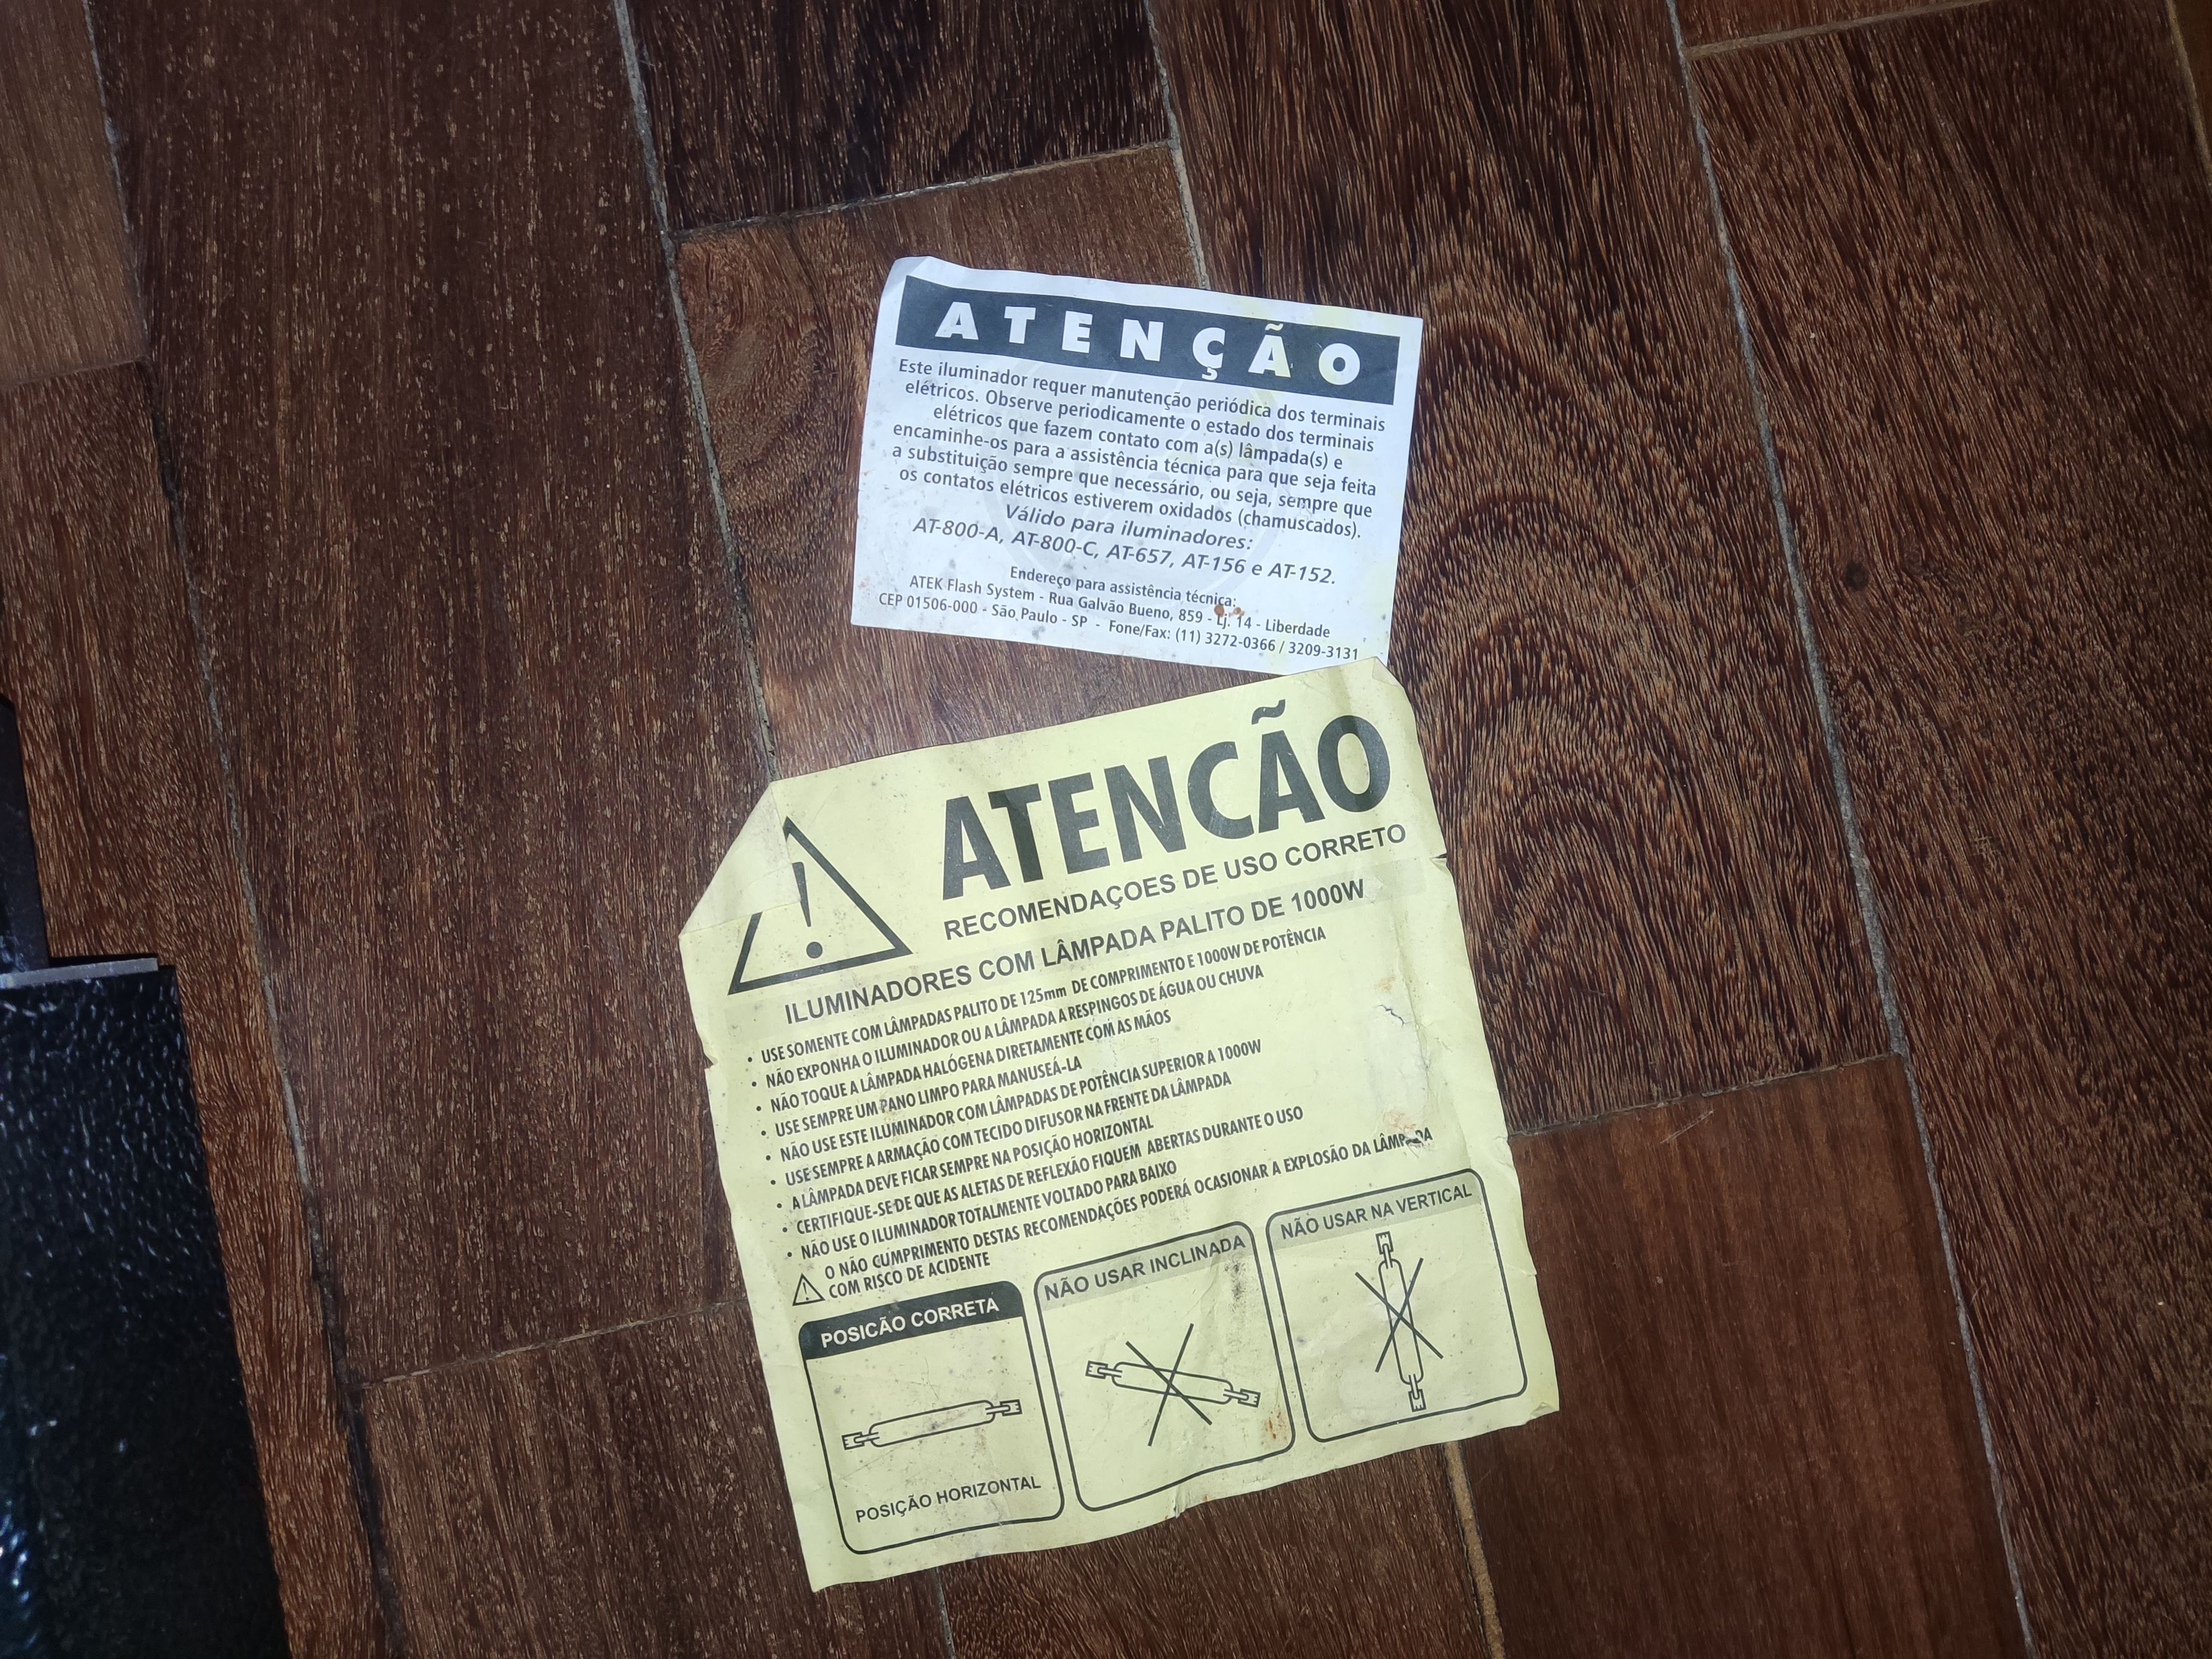 ATENÇÃO
Este iluminador requer manutenção periódica dos terminais
elétricos. Observe periodicamente o estado dos terminais
elétricos que fazem contato com a(s) lâmpada(s) e
encaminhe-os para a assistência técnica para que seja feita
a substituição sempre que necessário, ou seja, sempre que
os contatos elétricos estiverem oxidados (chamuscados).
Válido para iluminadores:
AT-800-A, AT-800-C, AT-657, AT-156 e AT-152.
Endereço para assistência técnica:
ATEK Flash System - Rua Galvão Bueno, 859 - Lj. 14 - Liberdade
CEP 01506-000 - São Paulo - SP - Fone/Fax: (11) 3272-0366 / 3209-3131
ATENCÃO
RECOMENDAÇOES DE USO CORRETO
ILUMINADORES COM LÂMPADA PALITO DE 1000W
• USE SOMENTE COM LÂMPADAS PALITO DE 125mm DE COMPRIMENTO E 1000W DE POTÊNCIA
• NÃO EXPONHA O ILUMINADOR OU A LÂMPADA A RESPINGOS DE ÁGUA OU CHUVA
• NÃO TOQUE A LÂMPADA HALÓGENA DIRETAMENTE COM AS MÃOS
• USE SEMPRE UM PANO LIMPO PARA MANUSEÁ-LA
• NÃO USE ESTE ILUMINADOR COM LÂMPADAS DE POTÊNCIA SUPERIOR A 1000W
• USE SEMPRE A ARMAÇÃO COM TECIDO DIFUSOR NA FRENTE DA LÂMPADA
• A LÂMPADA DEVE FICAR SEMPRE NA POSIÇÃO HORIZONTAL
• CERTIFIQUE-SE DE QUE AS ALETAS DE REFLEXÃO FIQUEM ABERTAS DURANTE O USO
• NÃO USE O ILUMINADOR TOTALMENTE VOLTADO PARA BAIXO
O NÃO CUMPRIMENTO DESTAS RECOMENDAÇÕES PODERÁ OCASIONAR A EXPLOSÃO DA LÂMPADA
COM RISCO DE ACIDENTE
POSICÃO CORRETA
POSIÇÃO HORIZONTAL
NÃO USAR INCLINADA
NÃO USAR NA VERTICAL